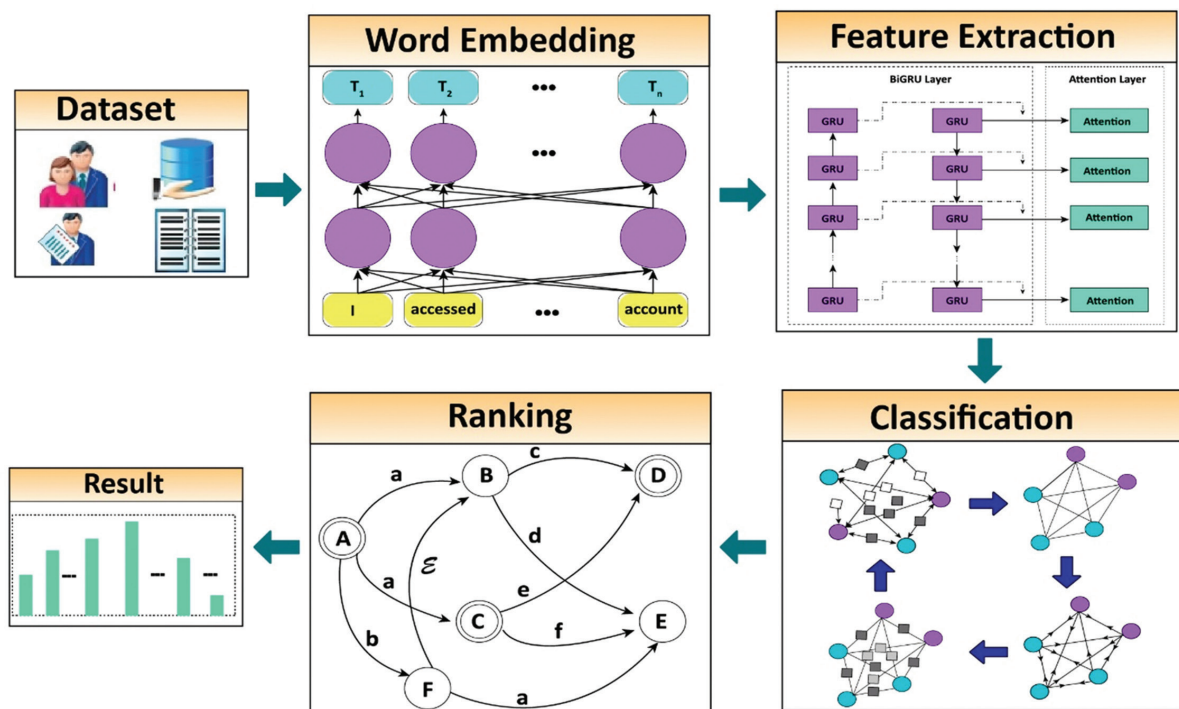 Dataset
Word Embedding
T1 T2 ... Tn
I accessed ... account
Feature Extraction
BiGRU Layer Attention Layer
GRU GRU Attention
GRU GRU Attention
GRU GRU Attention
GRU GRU Attention
Classification
Ranking
a B c D
A d
ε
a e
C E
b f
F a
Result